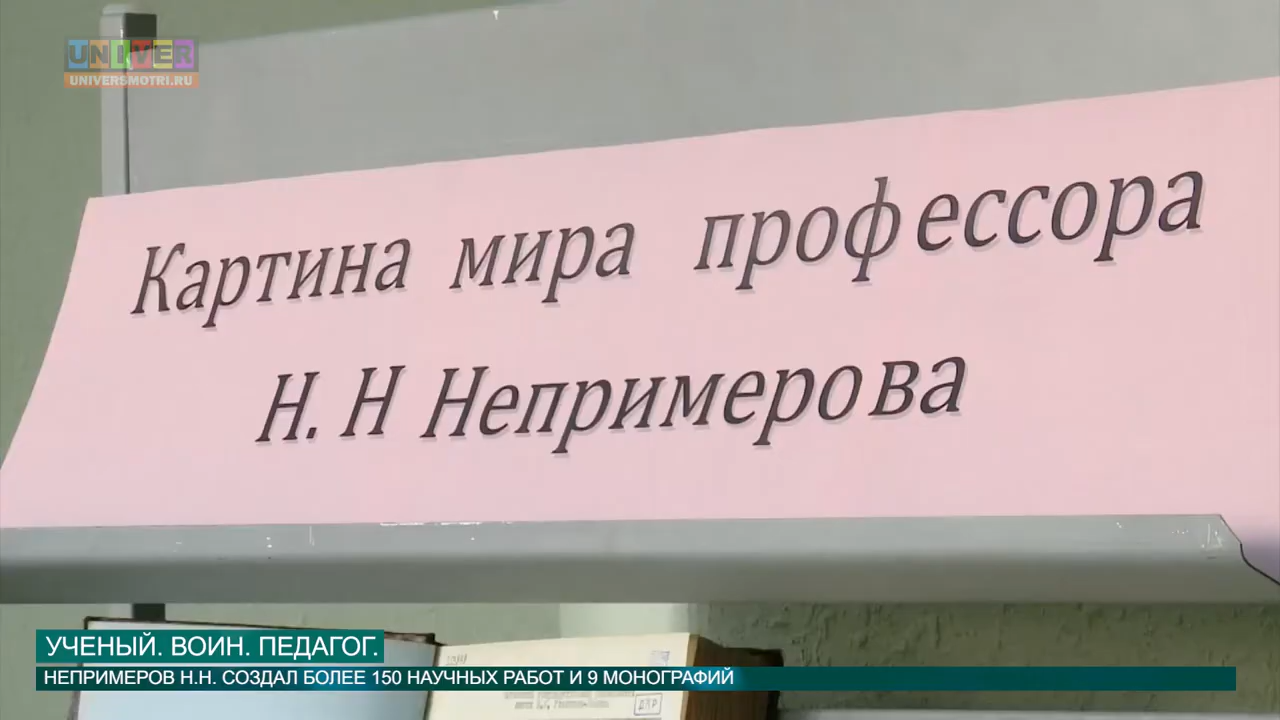 UNIVER
UNIVERSMOTRI.RU
Картина мира профессора
Н. Н Непримерова
УЧЕНЫЙ. ВОИН. ПЕДАГОГ.
НЕПРИМЕРОВ Н.Н. СОЗДАЛ БОЛЕЕ 150 НАУЧНЫХ РАБОТ И 9 МОНОГРАФИЙ